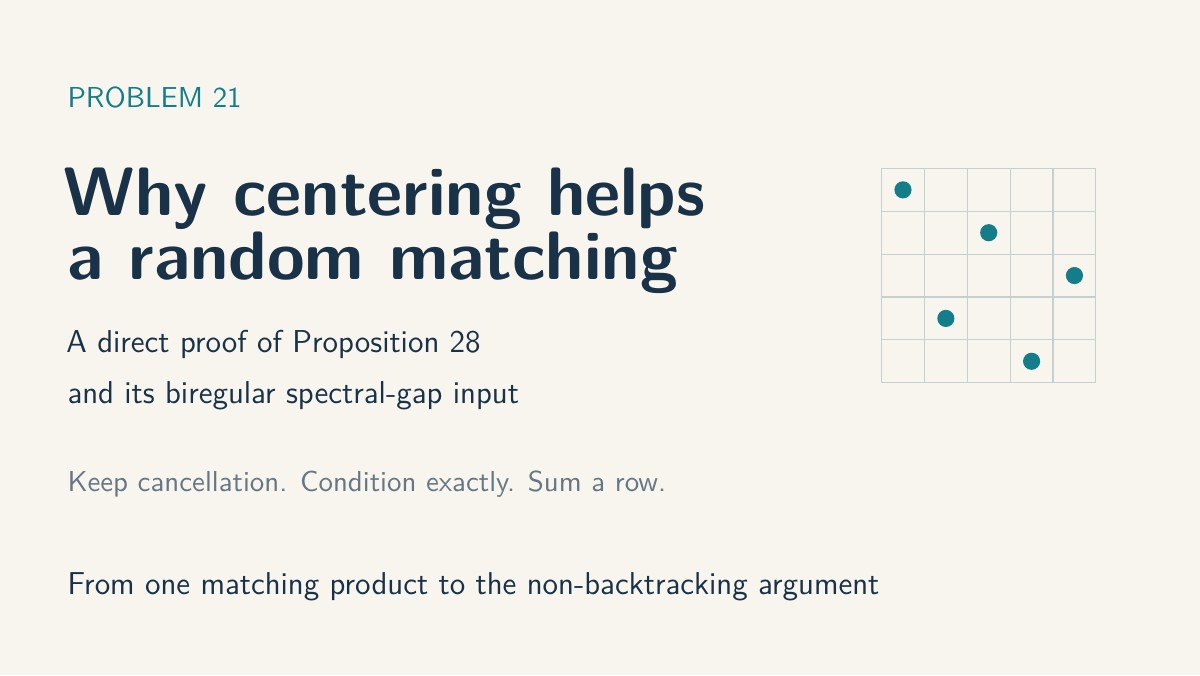 PROBLEM 21
Why centering helps
a random matching
A direct proof of Proposition 28
and its biregular spectral-gap input
Keep cancellation. Condition exactly. Sum a row.
From one matching product to the non-backtracking argument